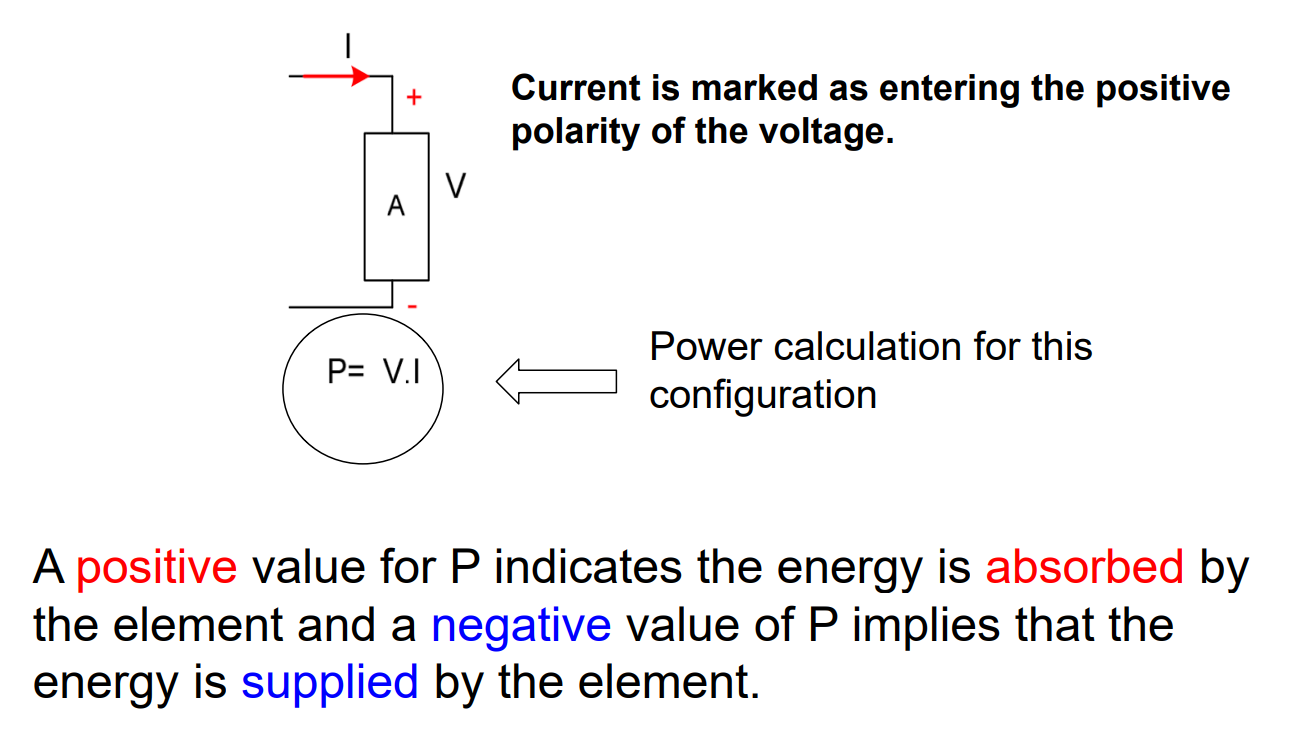 I
+
Current is marked as entering the positive
polarity of the voltage.
A
V
-
P= V.I
Power calculation for this
configuration
A positive value for P indicates the energy is absorbed by
the element and a negative value of P implies that the
energy is supplied by the element.